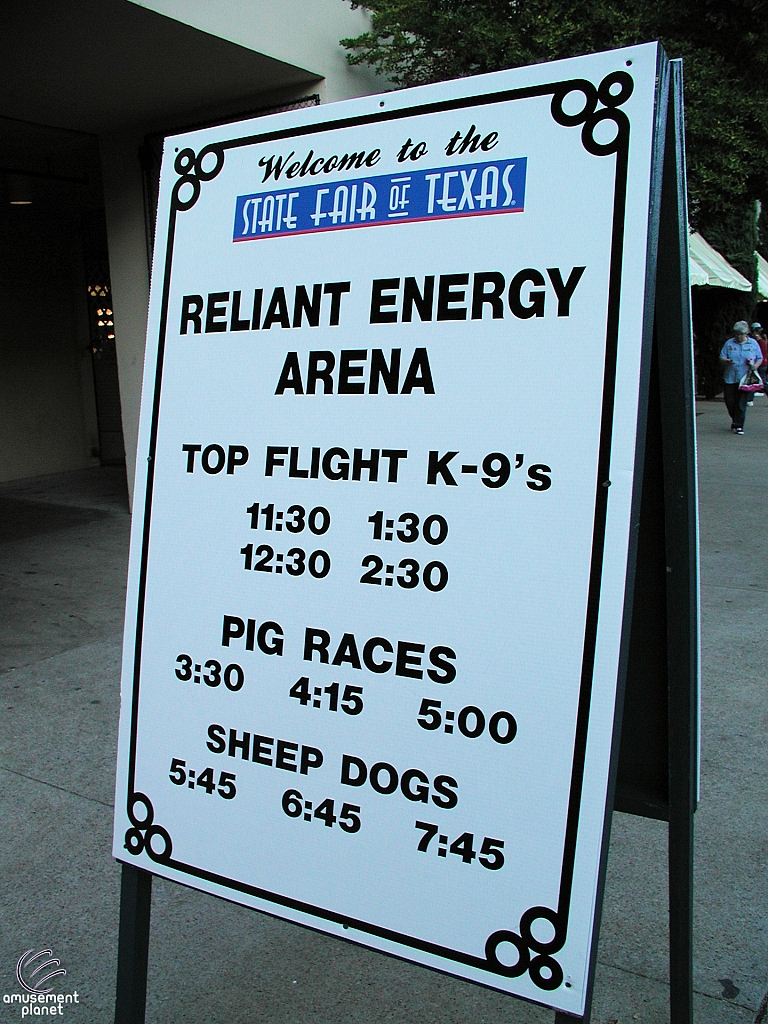 Welcome to the
STATE FAIR OF TEXAS
RELIANT ENERGY
ARENA
TOP FLIGHT K-9's
11:30 1:30
12:30 2:30
PIG RACES
3:30 4:15 5:00
SHEEP DOGS
5:45 6:45 7:45
amusement
planet